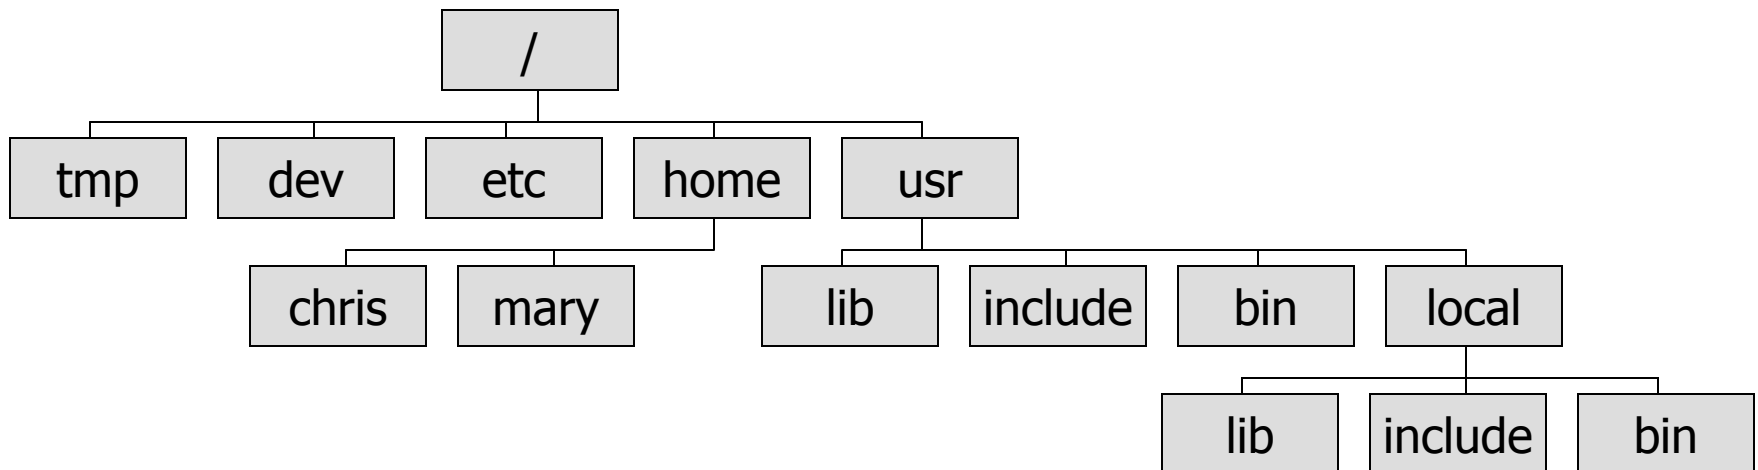 /
tmp dev etc home usr
chris mary lib include bin local
lib include bin